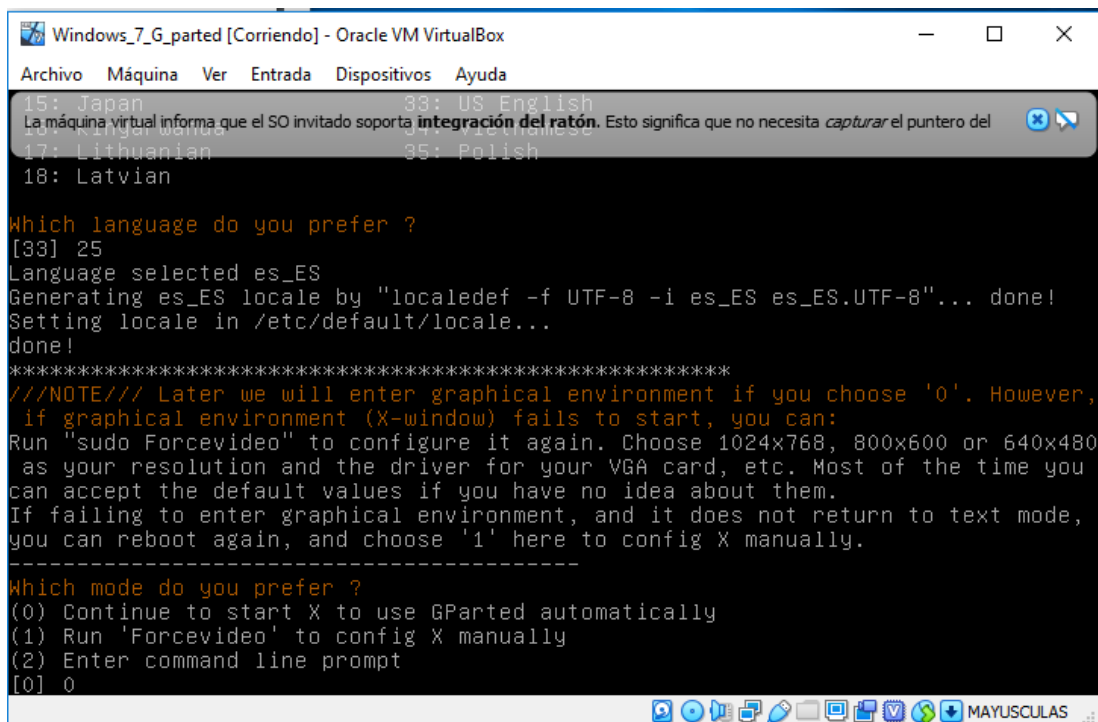 Windows_7_G_parted [Corriendo] - Oracle VM VirtualBox
Archivo Máquina Ver Entrada Dispositivos Ayuda
15: Japan 33: US English
La máquina virtual informa que el SO invitado soporta integración del ratón. Esto significa que no necesita capturar el puntero del
17: Lithuanian 35: Polish
18: Latvian
Which language do you prefer ?
[33] 25
Language selected es_ES
Generating es_ES locale by "localedef -f UTF-8 -i es_ES es_ES.UTF-8"... done!
Setting locale in /etc/default/locale...
done!
*****************************************************
///NOTE/// Later we will enter graphical environment if you choose '0'. However,
if graphical environment (X-window) fails to start, you can:
Run "sudo Forcevideo" to configure it again. Choose 1024x768, 800x600 or 640x480
as your resolution and the driver for your VGA card, etc. Most of the time you
can accept the default values if you have no idea about them.
If failing to enter graphical environment, and it does not return to text mode,
you can reboot again, and choose '1' here to config X manually.
------------------------------------------
Which mode do you prefer ?
(0) Continue to start X to use GParted automatically
(1) Run 'Forcevideo' to config X manually
(2) Enter command line prompt
[0] 0
MAYUSCULAS